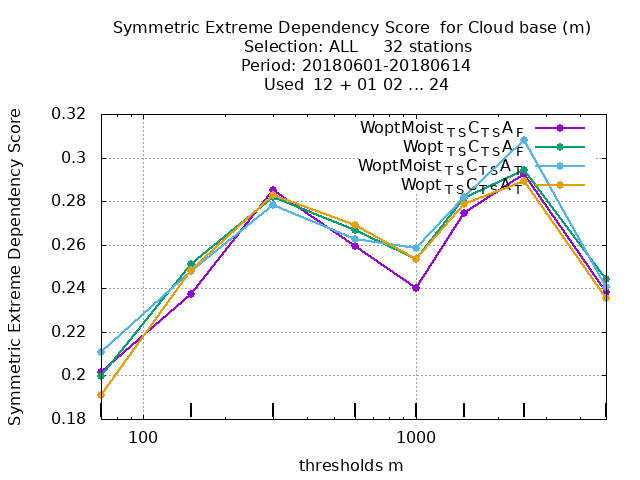 Symmetric Extreme Dependency Score  for Cloud base (m)
Selection: ALL     32 stations
Period: 20180601-20180614
Used  12 + 01 02 ... 24
Symmetric Extreme Dependency Score
0.32
0.3
0.28
0.26
0.24
0.22
0.2
0.18
WoptMoist TS C TS A F
Wopt TS C TS A F
WoptMoist TS C TS A T
Wopt TS C TS A T
100
1000
thresholds m